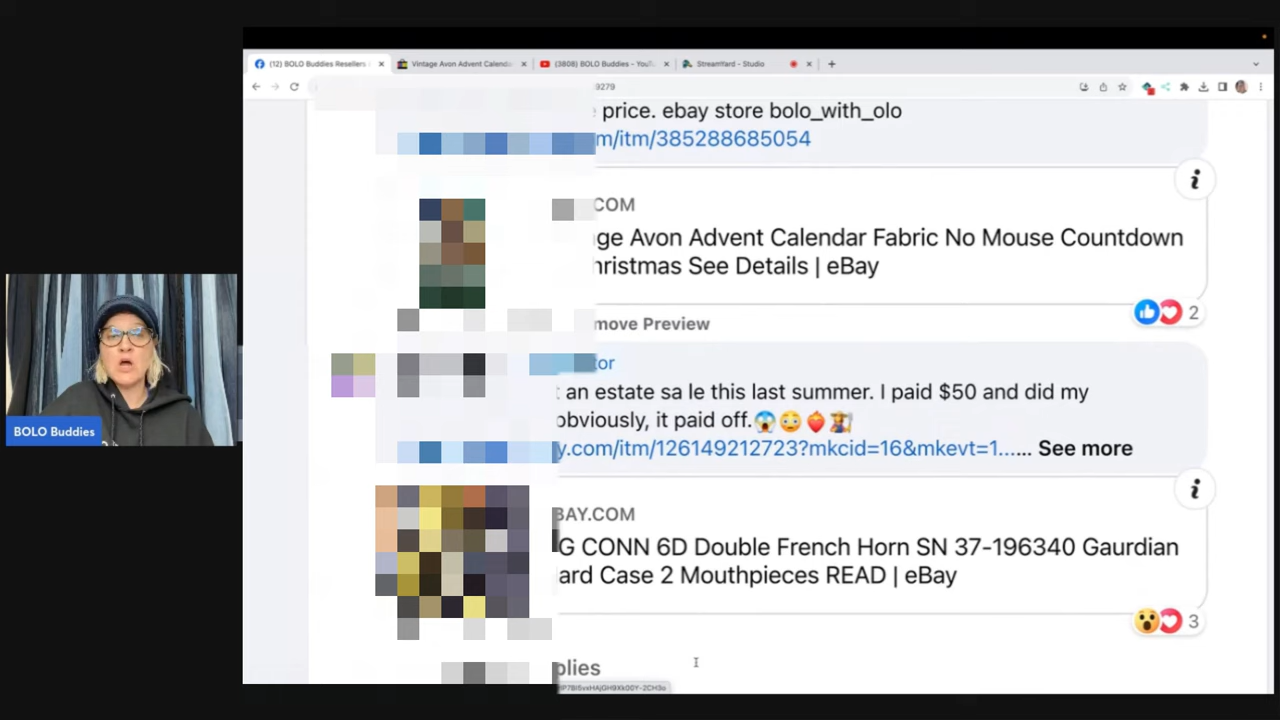 (12) BOLO Buddies Resellers
Vintage Avon Advent Calenda
(3808) BOLO Buddies - YouTu
StreamYard - Studio
9279
price. ebay store bolo_with_olo
m/itm/385288685054
.COM
ge Avon Advent Calendar Fabric No Mouse Countdown
hristmas See Details | eBay
2
move Preview
tor
t an estate sa le this last summer. I paid $50 and did my
obviously, it paid off.
y.com/itm/126149212723?mkcid=16&mkevt=1...... See more
BOLO Buddies
BAY.COM
G CONN 6D Double French Horn SN 37-196340 Gaurdian
ard Case 2 Mouthpieces READ | eBay
3
plies